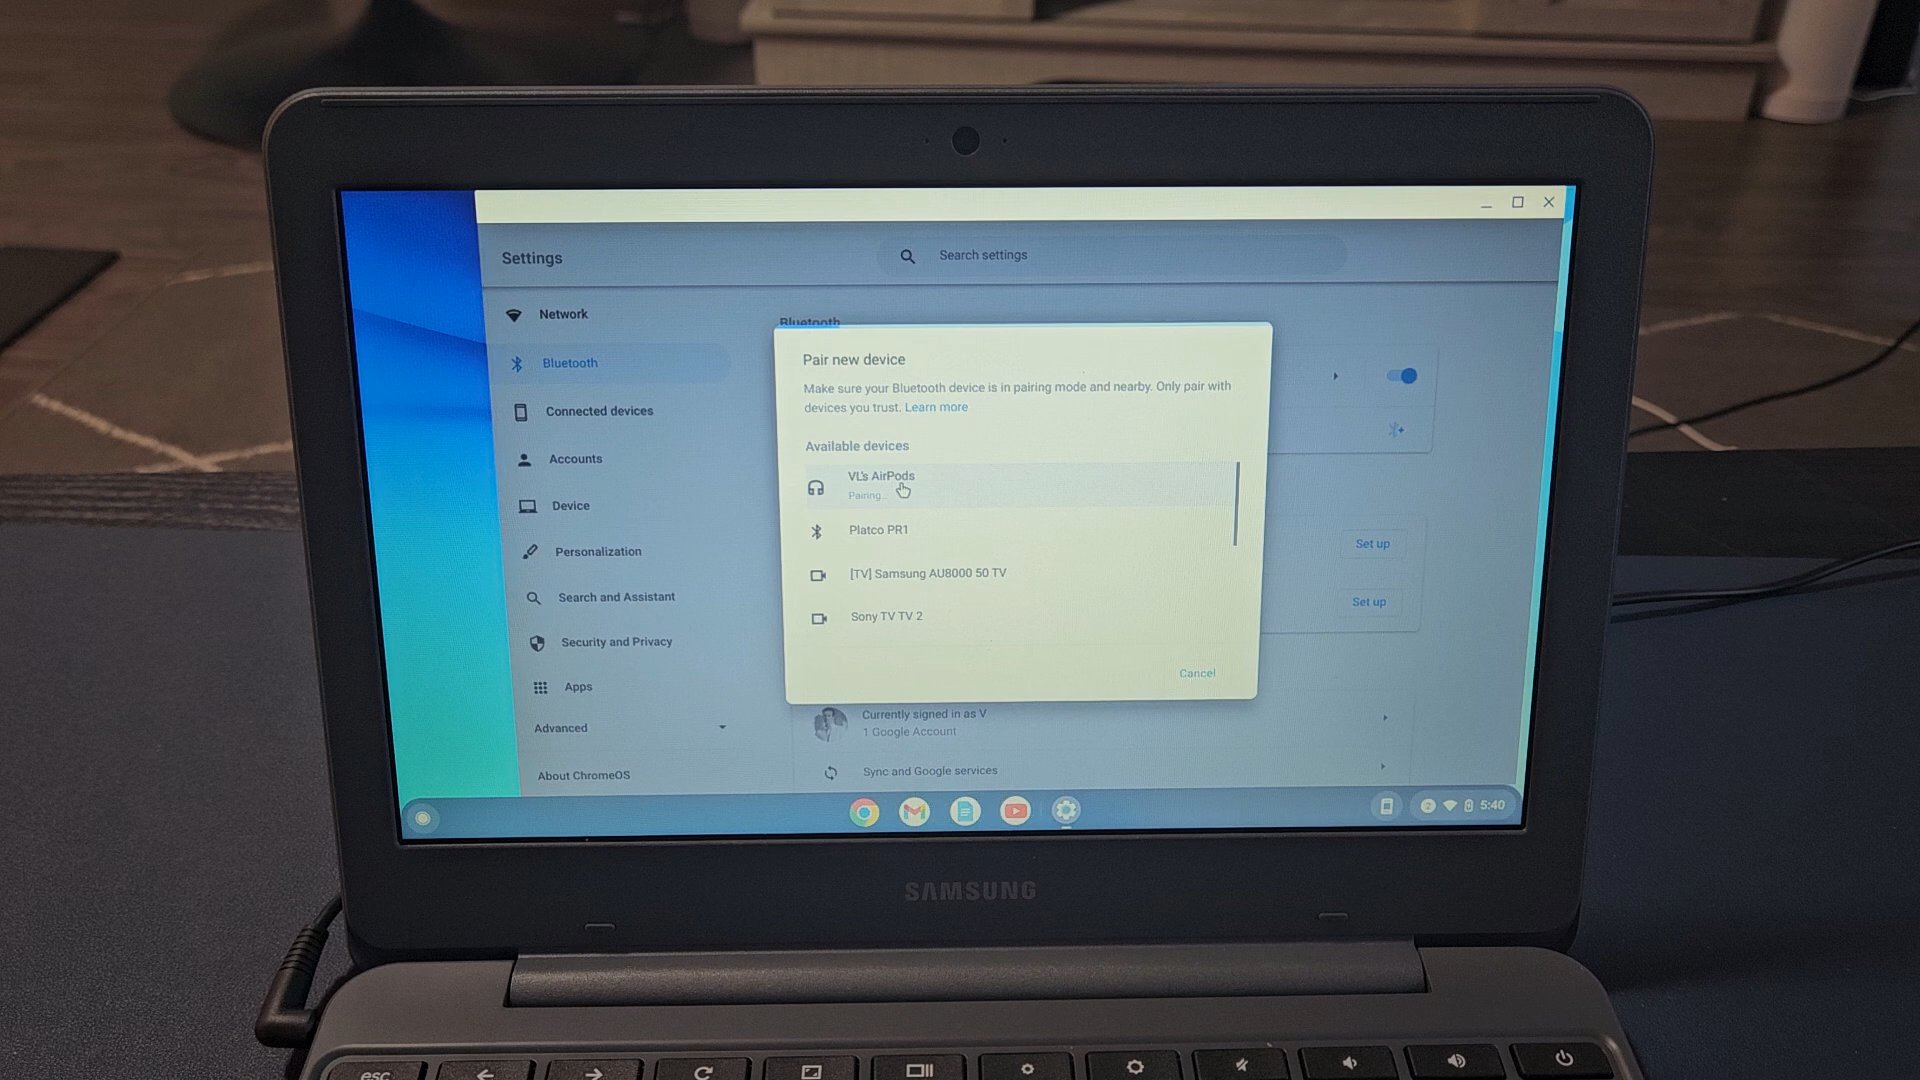 Settings
Search settings
Network
Bluetooth
Bluetooth
Connected devices
Accounts
Device
Personalization
Search and Assistant
Security and Privacy
Apps
Advanced
About ChromeOS
Pair new device
Make sure your Bluetooth device is in pairing mode and nearby. Only pair with
devices you trust. Learn more
Available devices
VL's AirPods
Pairing...
Platco PR1
[TV] Samsung AU8000 50 TV
Sony TV TV 2
Cancel
Set up
Set up
Currently signed in as V
1 Google Account
Sync and Google services
2
5:40
SAMSUNG
esc